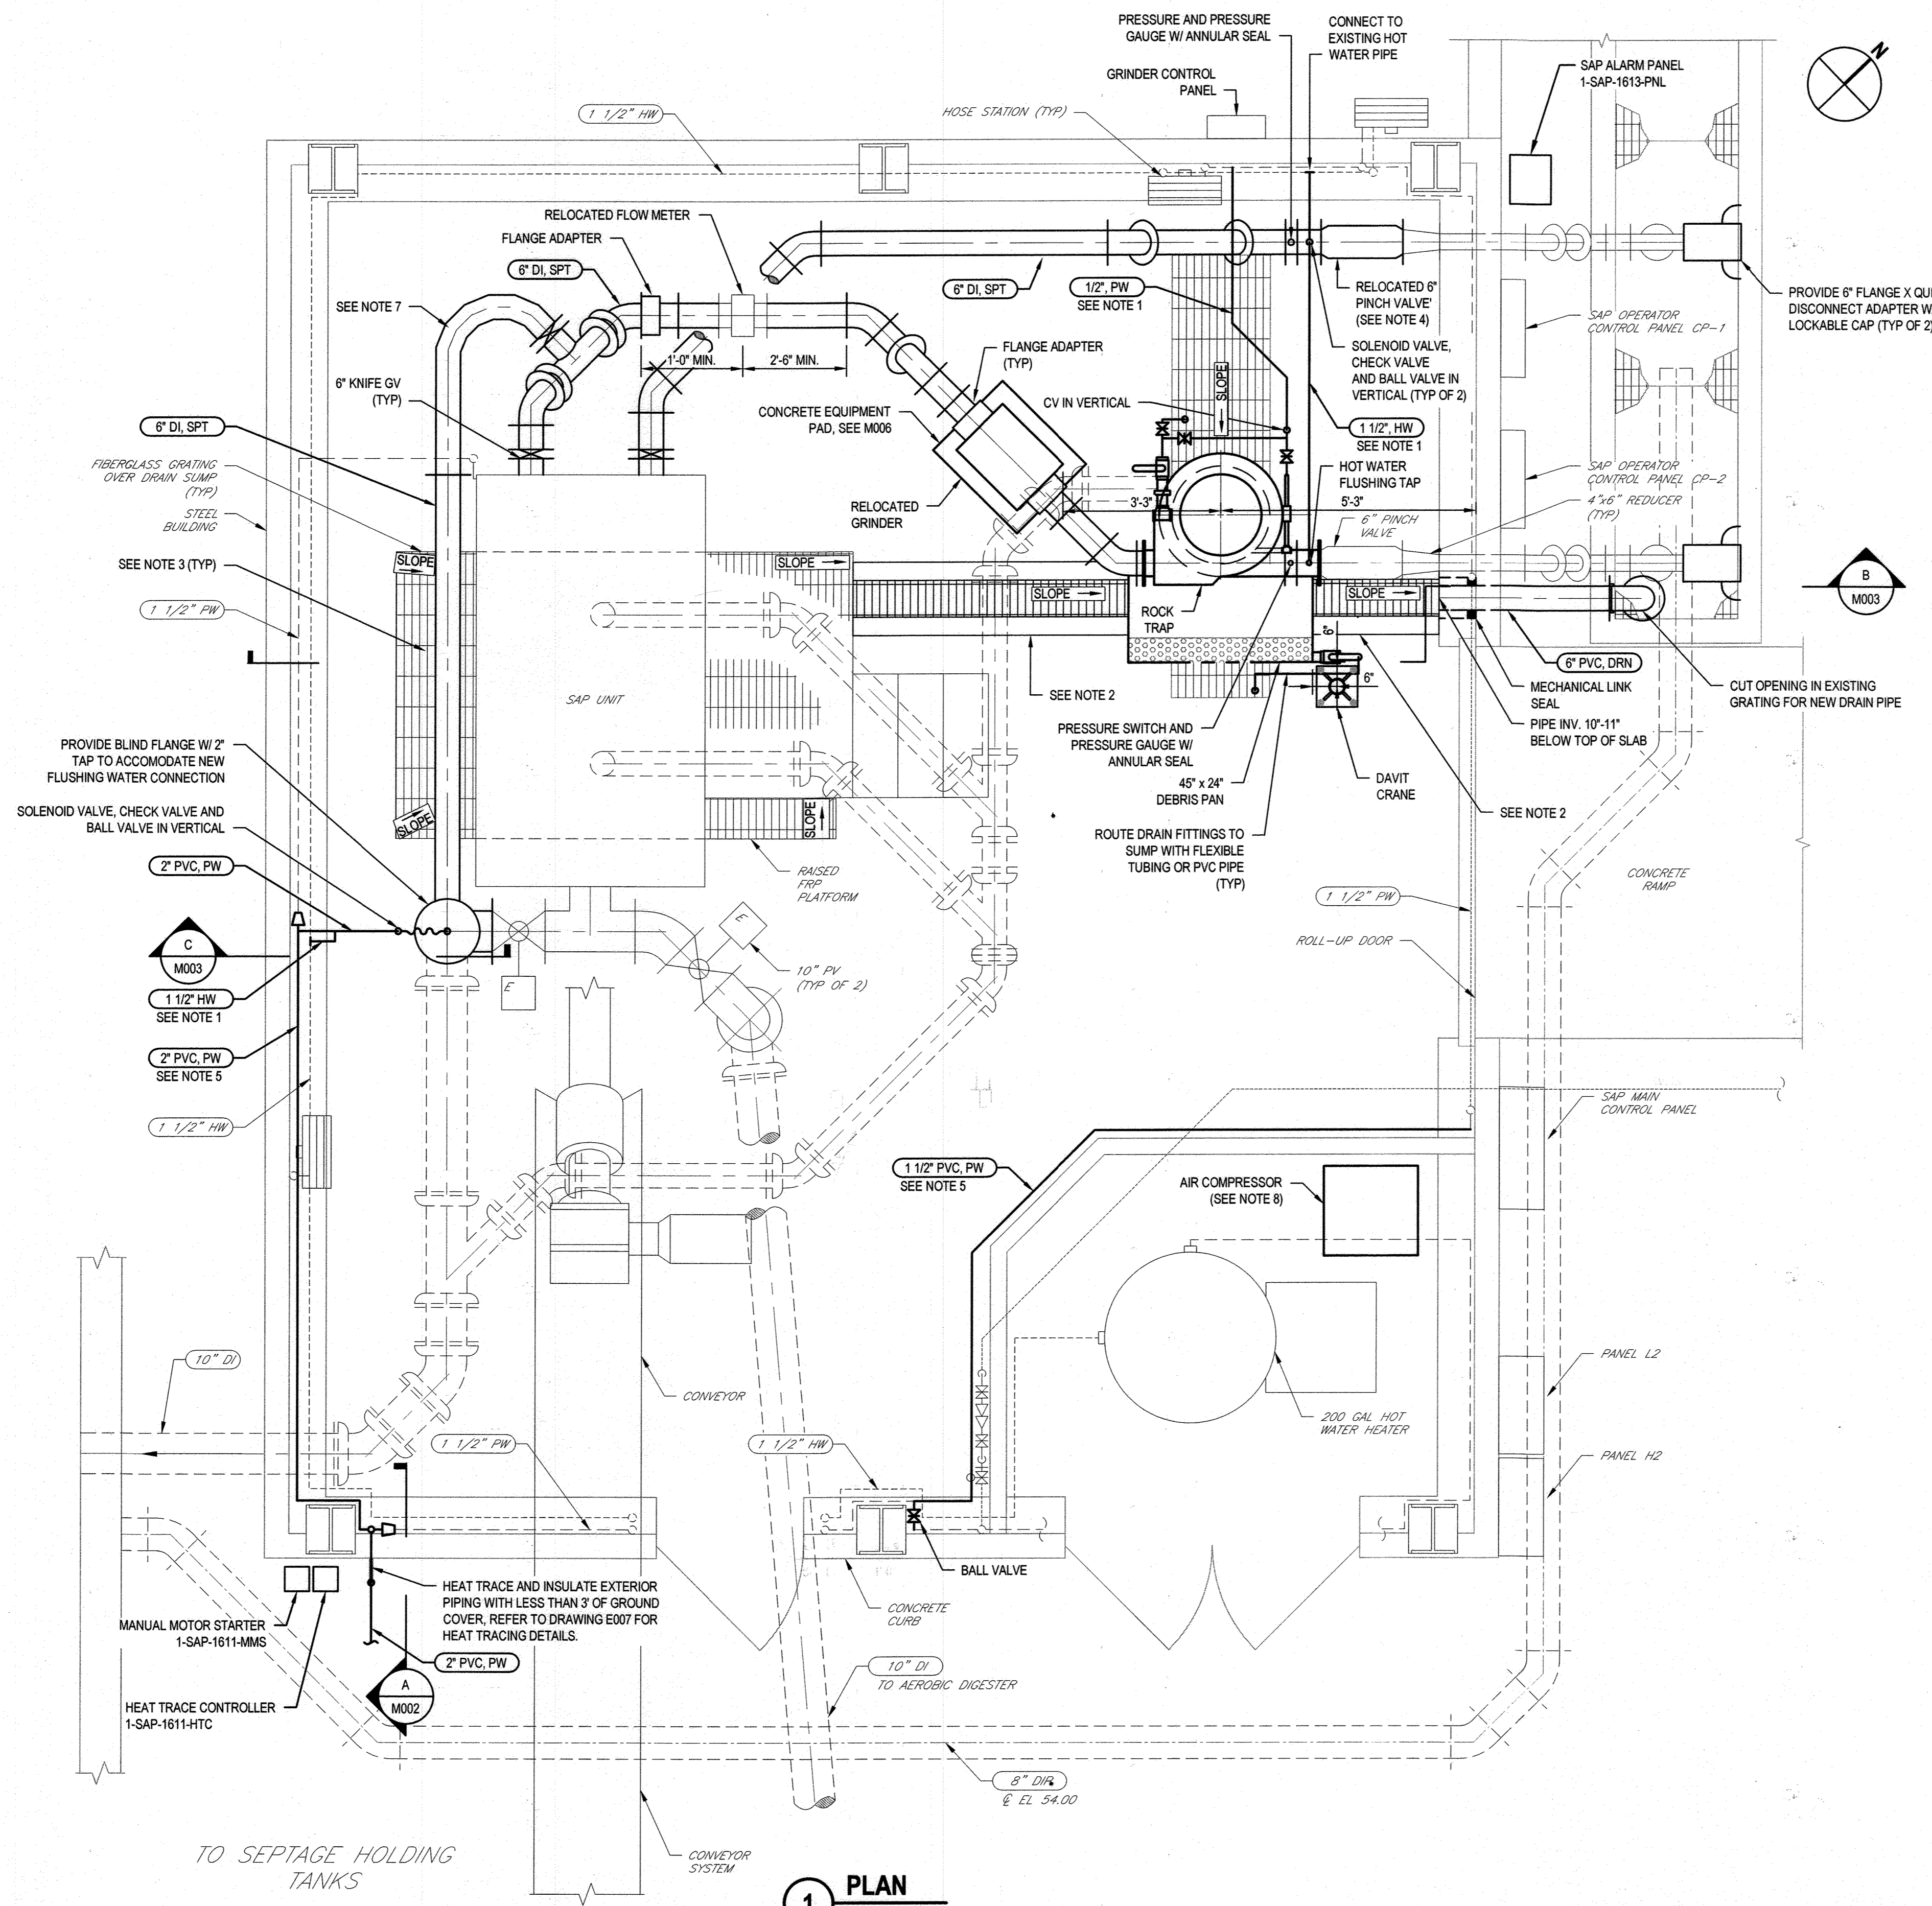 PRESSURE AND PRESSURE
GAUGE W/ ANNULAR SEAL
CONNECT TO
EXISTING HOT
WATER PIPE
N
SAP ALARM PANEL
1-SAP-1613-PNL
GRINDER CONTROL
PANEL
1 1/2" HW
HOSE STATION (TYP)
RELOCATED FLOW METER
FLANGE ADAPTER
6" DI, SPT
SEE NOTE 7
6" DI, SPT
1/2", PW
SEE NOTE 1
RELOCATED 6"
PINCH VALVE'
(SEE NOTE 4)
PROVIDE 6" FLANGE X
DISCONNECT ADAPTER
LOCKABLE CAP (TYP OF 2)
SAP OPERATOR
CONTROL PANEL CP-1
SOLENOID VALVE,
CHECK VALVE
AND BALL VALVE IN
VERTICAL (TYP OF 2)
1'-0" MIN.
2'-6" MIN.
FLANGE ADAPTER
(TYP)
SLOPE
6" KNIFE GV
(TYP)
CV IN VERTICAL
CONCRETE EQUIPMENT
PAD, SEE M006
1 1/2", HW
SEE NOTE 1
6" DI, SPT
FIBERGLASS GRATING
OVER DRAIN SUMP
(TYP)
HOT WATER
FLUSHING TAP
SAP OPERATOR
CONTROL PANEL CP-2
4"x6" REDUCER
(TYP)
3'-3"
5'-3"
STEEL
BUILDING
RELOCATED
GRINDER
6" PINCH
VALVE
SEE NOTE 3 (TYP)
SLOPE
SLOPE
SLOPE
SLOPE
B
M003
1 1/2" PW
ROCK
TRAP
6"
6" PVC, DRN
MECHANICAL LINK
SEAL
PIPE INV. 10"-11"
BELOW TOP OF SLAB
CUT OPENING IN EXISTING
GRATING FOR NEW DRAIN PIPE
6"
SAP UNIT
SEE NOTE 2
PRESSURE SWITCH AND
PRESSURE GAUGE W/
ANNULAR SEAL
45" x 24"
DEBRIS PAN
DAVIT
CRANE
SEE NOTE 2
PROVIDE BLIND FLANGE W/ 2"
TAP TO ACCOMODATE NEW
FLUSHING WATER CONNECTION
SOLENOID VALVE, CHECK VALVE AND
BALL VALVE IN VERTICAL
SLOPE
SLOPE
ROUTE DRAIN FITTINGS TO
SUMP WITH FLEXIBLE
TUBING OR PVC PIPE
(TYP)
2" PVC, PW
RAISED
FRP
PLATFORM
CONCRETE
RAMP
1 1/2" PW
C
M003
E
ROLL-UP DOOR
10" PV
(TYP OF 2)
E
1 1/2" HW
SEE NOTE 1
2" PVC, PW
SEE NOTE 5
1 1/2" HW
SAP MAIN
CONTROL PANEL
1 1/2" PVC, PW
SEE NOTE 5
AIR COMPRESSOR
(SEE NOTE 8)
10" DI
PANEL L2
CONVEYOR
200 GAL HOT
WATER HEATER
1 1/2" PW
1 1/2" HW
PANEL H2
BALL VALVE
HEAT TRACE AND INSULATE EXTERIOR
PIPING WITH LESS THAN 3' OF GROUND
COVER, REFER TO DRAWING E007 FOR
HEAT TRACING DETAILS.
CONCRETE
CURB
MANUAL MOTOR STARTER
1-SAP-1611-MMS
2" PVC, PW
10" DI
TO AEROBIC DIGESTER
A
M002
HEAT TRACE CONTROLLER
1-SAP-1611-HTC
8" DIP
℄ EL 54.00
TO SEPTAGE HOLDING
TANKS
CONVEYOR
SYSTEM
1
PLAN